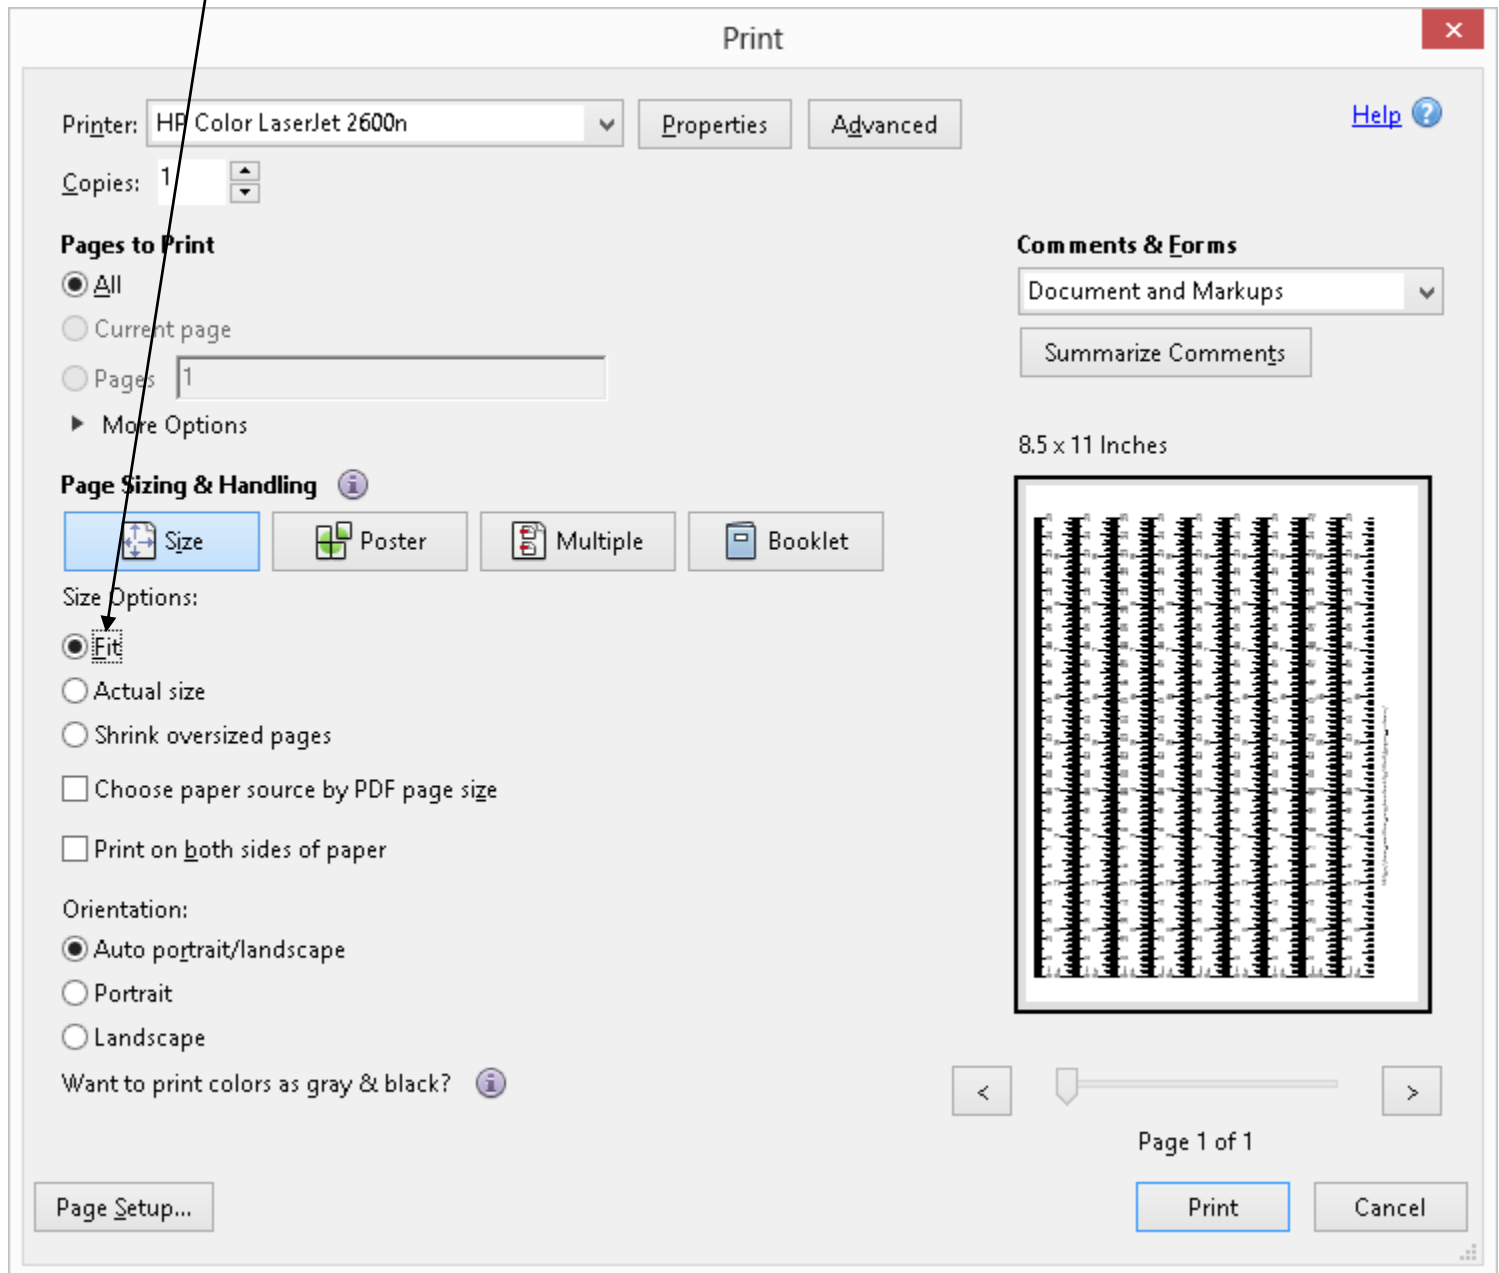 Print
Printer: HP Color LaserJet 2600n Properties Advanced Help
Copies: 1
Pages to Print
All
Current page
Pages 1
More Options
Comments & Forms
Document and Markups
Summarize Comments
8.5 x 11 Inches
Page Sizing & Handling
Size Poster Multiple Booklet
Size Options:
Fit
Actual size
Shrink oversized pages
Choose paper source by PDF page size
Print on both sides of paper
Orientation:
Auto portrait/landscape
Portrait
Landscape
Want to print colors as gray & black?
< >
Page 1 of 1
Page Setup... Print Cancel